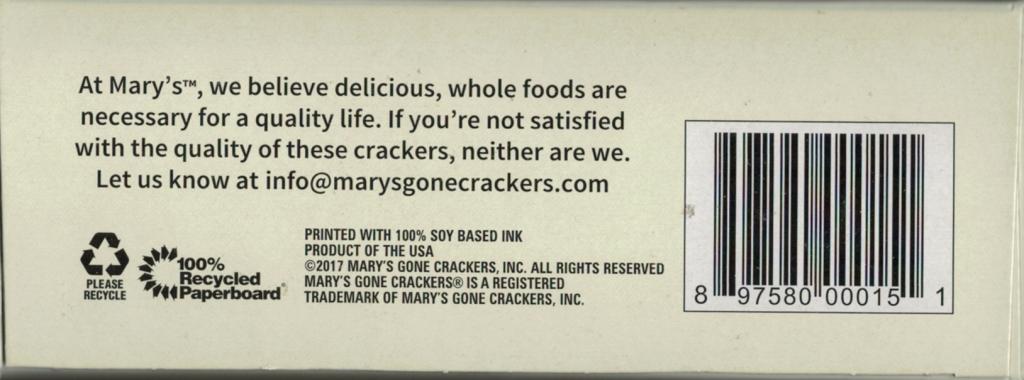 At Mary's™, we believe delicious, whole foods are
necessary for a quality life. If you're not satisfied
with the quality of these crackers, neither are we.
Let us know at info@marysgonecrackers.com
PLEASE
RECYCLE
100%
Recycled
Paperboard
PRINTED WITH 100% SOY BASED INK
PRODUCT OF THE USA
©2017 MARY'S GONE CRACKERS, INC. ALL RIGHTS RESERVED
MARY'S GONE CRACKERS® IS A REGISTERED
TRADEMARK OF MARY'S GONE CRACKERS, INC.
8 97580 00015 1